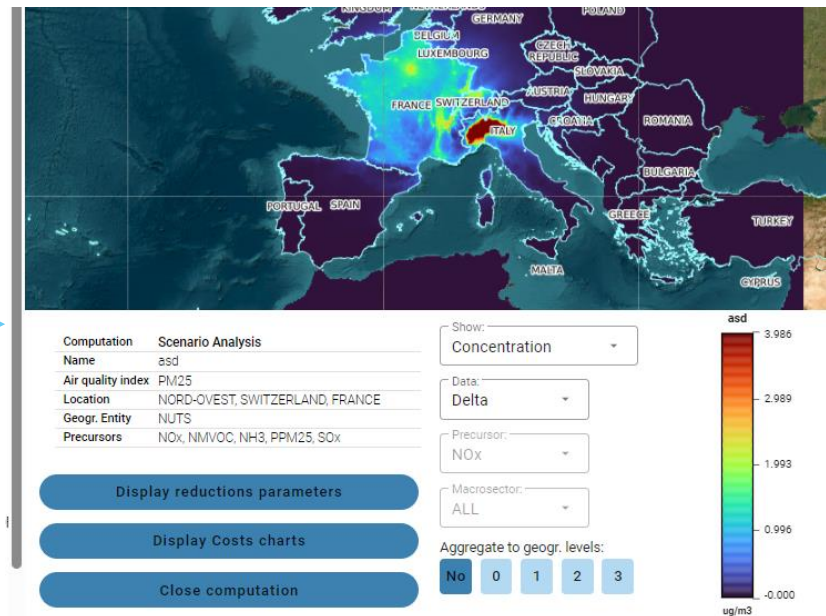 KINGDOM
NETHERLANDS
POLAND
GERMANY
BELGIUM
LUXEMBOURG
CZECH
REPUBLIC
SLOVAKIA
AUSTRIA
HUNGARY
FRANCE
SWITZERLAND
CROATIA
ROMANIA
ITALY
BULGARIA
PORTUGAL
SPAIN
GREECE
TURKEY
MALTA
CYPRUS
Computation Scenario Analysis
Name asd
Air quality index PM25
Location NORD-OVEST, SWITZERLAND, FRANCE
Geogr. Entity NUTS
Precursors NOx, NMVOC, NH3, PPM25, SOx
Display reductions parameters
Display Costs charts
Close computation
Show:
Concentration
Data:
Delta
Precursor:
NOx
Macrosector:
ALL
Aggregate to geogr. levels:
No 0 1 2 3
asd
3.986
2.989
1.993
0.996
-0.000
ug/m3